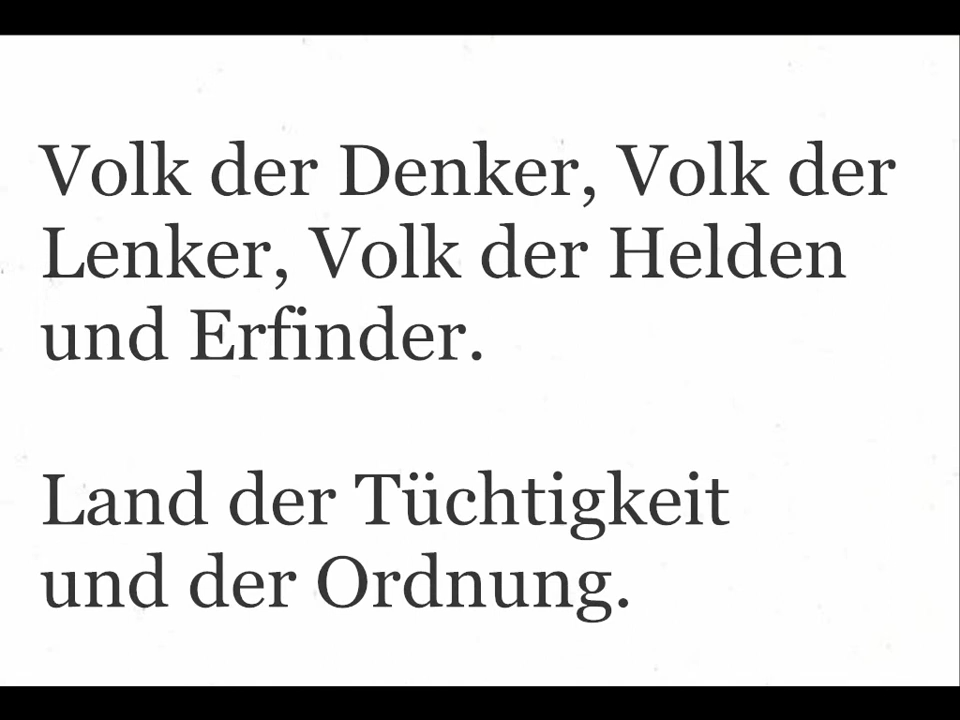 Volk der Denker, Volk der
Lenker, Volk der Helden
und Erfinder.
Land der Tüchtigkeit
und der Ordnung.